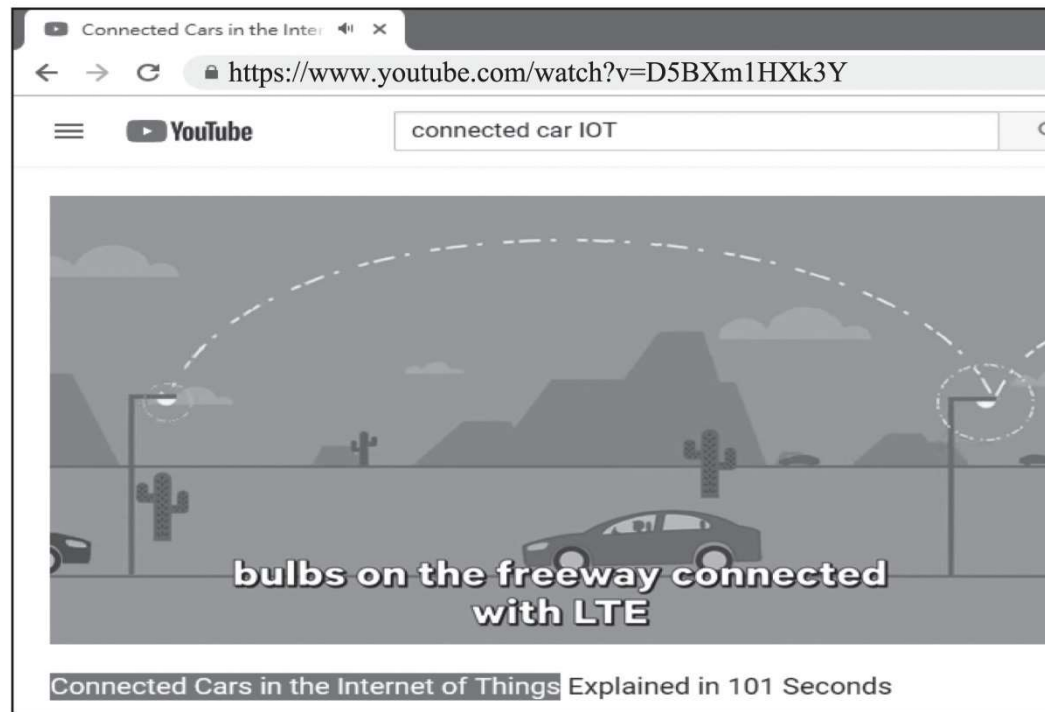 Connected Cars in the Inter
https://www.youtube.com/watch?v=D5BXm1HXk3Y
YouTube
connected car IOT
bulbs on the freeway connected
with LTE
Connected Cars in the Internet of Things Explained in 101 Seconds